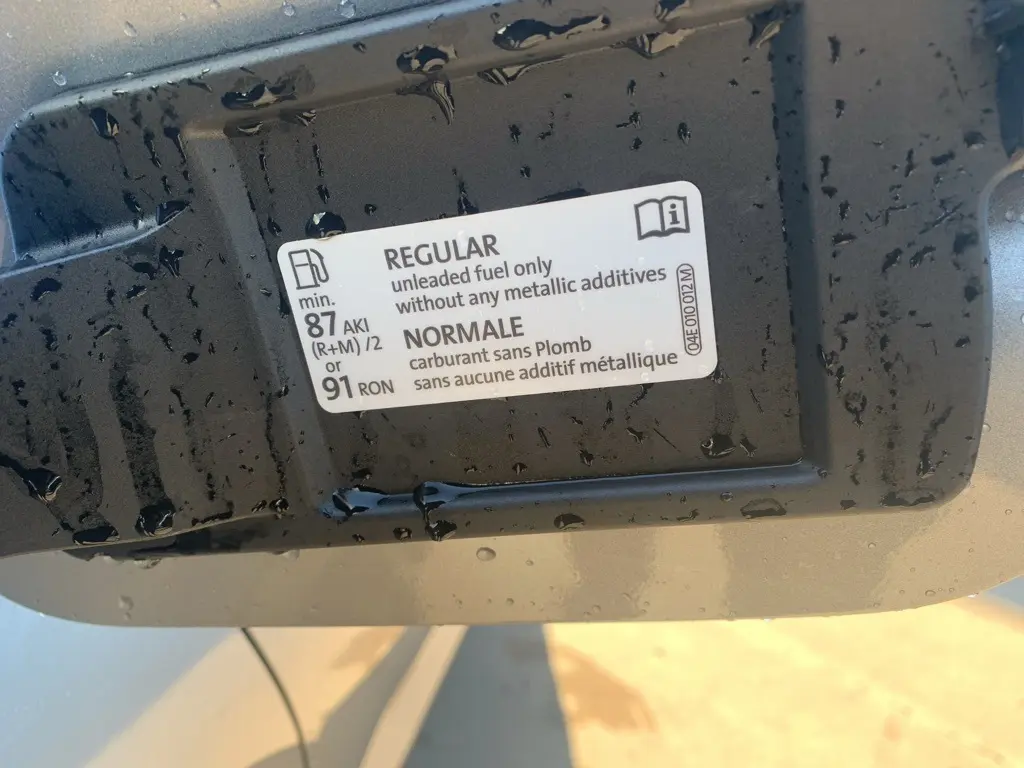 REGULAR
unleaded fuel only
without any metallic additives
NORMALE
carburant sans Plomb
sans aucune additif métallique
min.
87 AKI
(R+M) /2
or
91 RON
04E 010 012 M